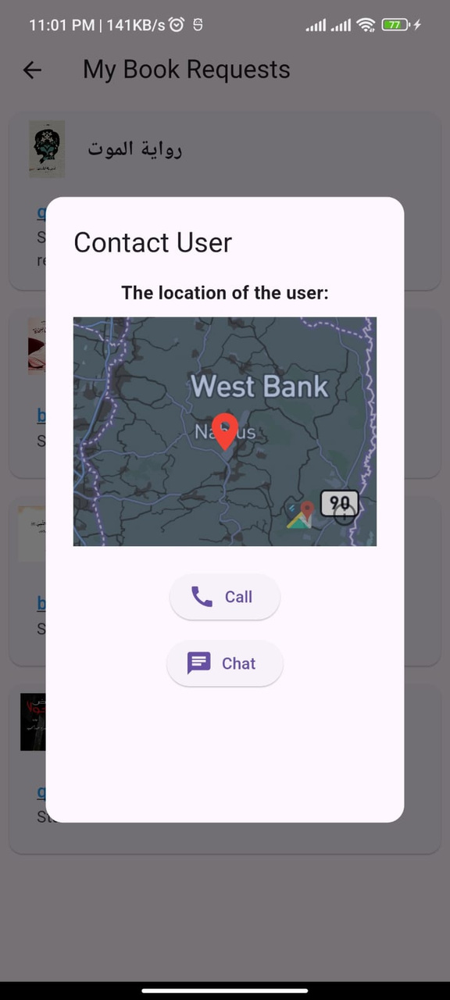 11:01 PM | 141KB/s
77
My Book Requests
رواية الموت
Contact User
The location of the user:
West Bank
90
Call
Chat